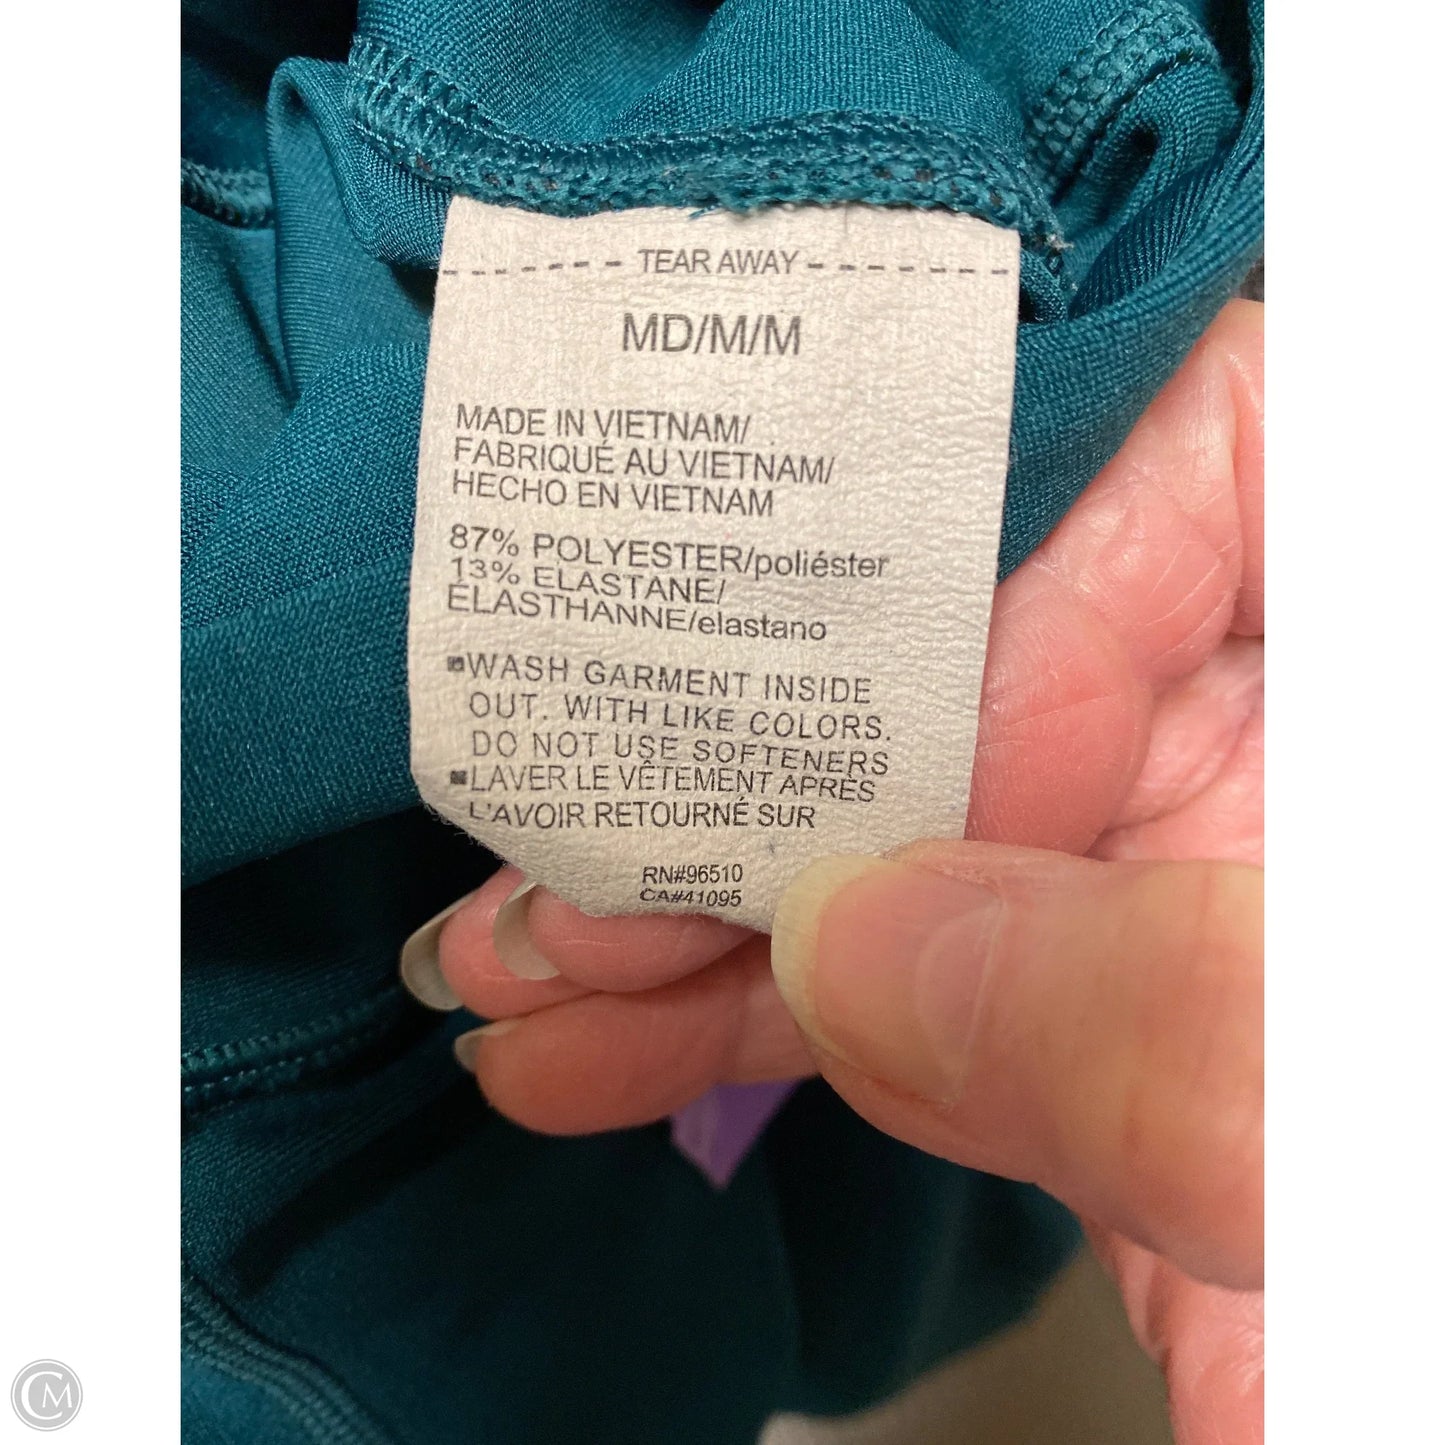 TEAR AWAY
MD/M/M
MADE IN VIETNAM/
FABRIQUÉ AU VIETNAM/
HECHO EN VIETNAM
87% POLYESTER/poliéster
13% ELASTANE/
ÉLASTHANNE/elastano
WASH GARMENT INSIDE
OUT. WITH LIKE COLORS.
DO NOT USE SOFTENERS
LAVER LE VÊTEMENT APRÈS
L'AVOIR RETOURNÉ SUR
RN#96510
CA#41095
CM